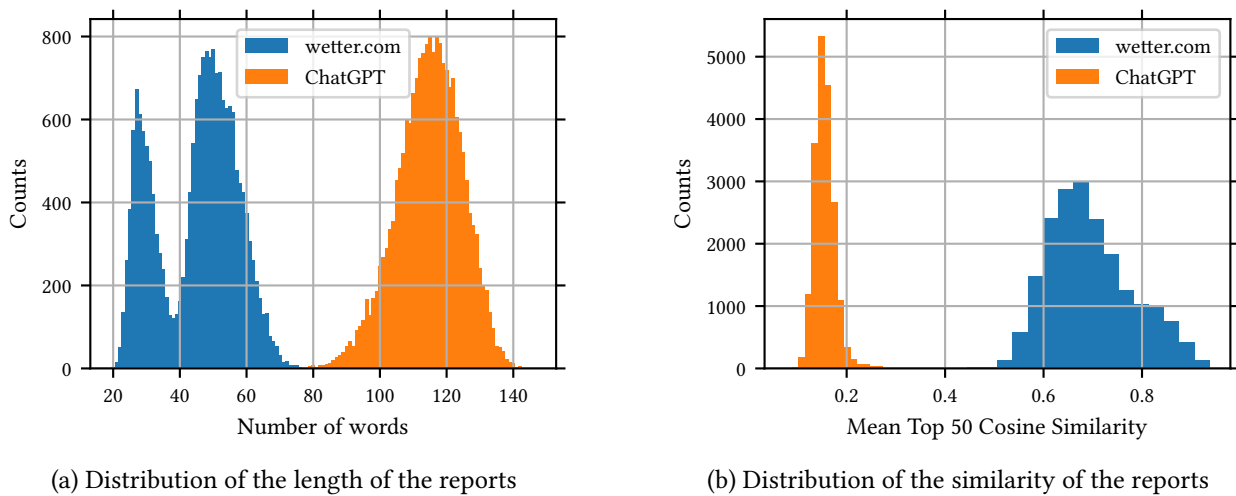 800
600
400
200
0
Counts
20 40 60 80 100 120 140
Number of words
wetter.com
ChatGPT
(a) Distribution of the length of the reports
5000
4000
3000
2000
1000
0
Counts
0.2 0.4 0.6 0.8
Mean Top 50 Cosine Similarity
wetter.com
ChatGPT
(b) Distribution of the similarity of the reports